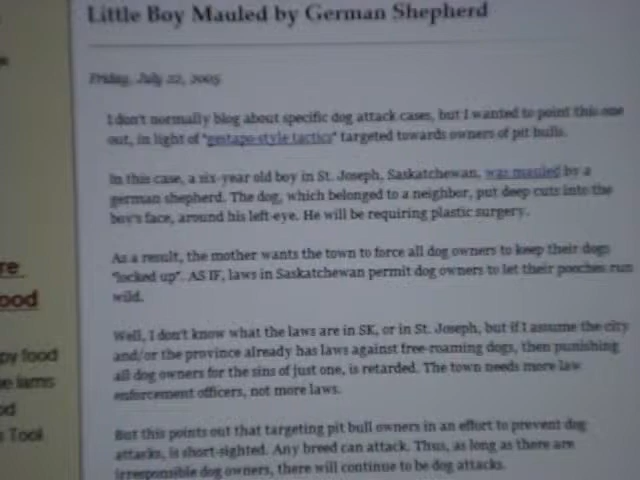 Little Boy Mauled by German Shepherd
Friday, July 22, 2005
I don't normally blog about specific dog attack cases, but I wanted to point this one
out, in light of "gestapo-style tactics" targeted towards owners of pit bulls.
In this case, a six-year old boy in St. Joseph, Saskatchewan, was mauled by a
german shepherd. The dog, which belonged to a neighbor, put deep cuts into the
boy's face, around his left-eye. He will be requiring plastic surgery.
As a result, the mother wants the town to force all dog owners to keep their dogs
"locked up". AS IF, laws in Saskatchewan permit dog owners to let their pooches run
wild.
Well, I don't know what the laws are in SK, or in St. Joseph, but if I assume the city
and/or the province already has laws against free-roaming dogs, then punishing
all dog owners for the sins of just one, is retarded. The town needs more law
enforcement officers, not more laws.
But this points out that targeting pit bull owners in an effort to prevent dog
attacks, is short-sighted. Any breed can attack. Thus, as long as there are
irresponsible dog owners, there will continue to be dog attacks.
re
ood
py food
e Iams
od
s Tool